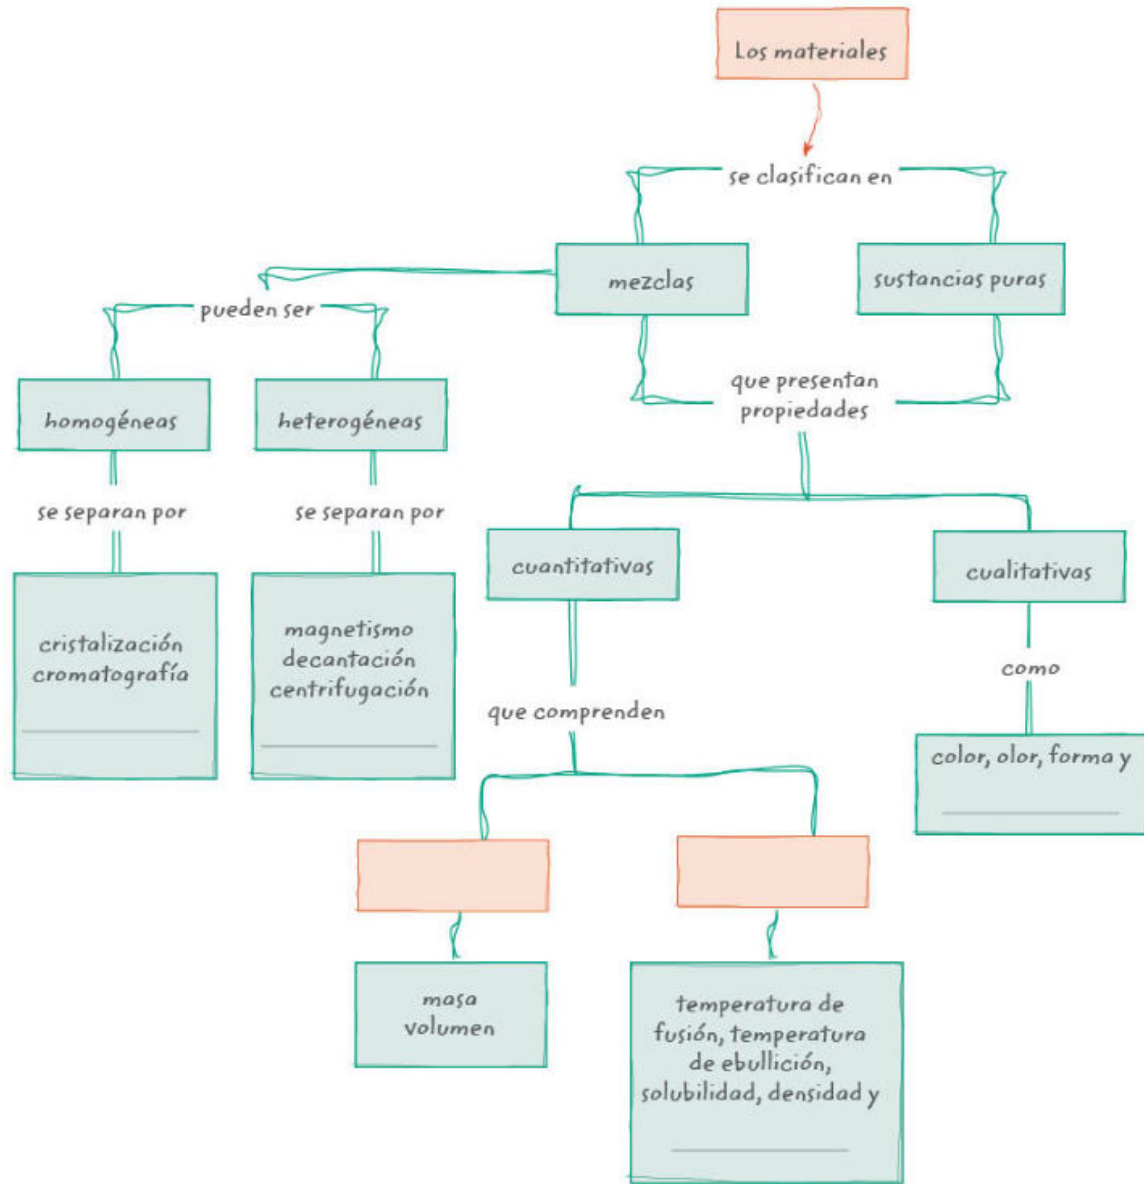 Los materiales
se clasifican en
mezclas
sustancias puras
pueden ser
homogéneas
heterogéneas
que presentan
propiedades
se separan por
se separan por
cuantitativas
cualitativas
cristalización
cromatografía
magnetismo
decantación
centrifugación
que comprenden
como
color, olor, forma y
masa
volumen
temperatura de
fusión, temperatura
de ebullición,
solubilidad, densidad y